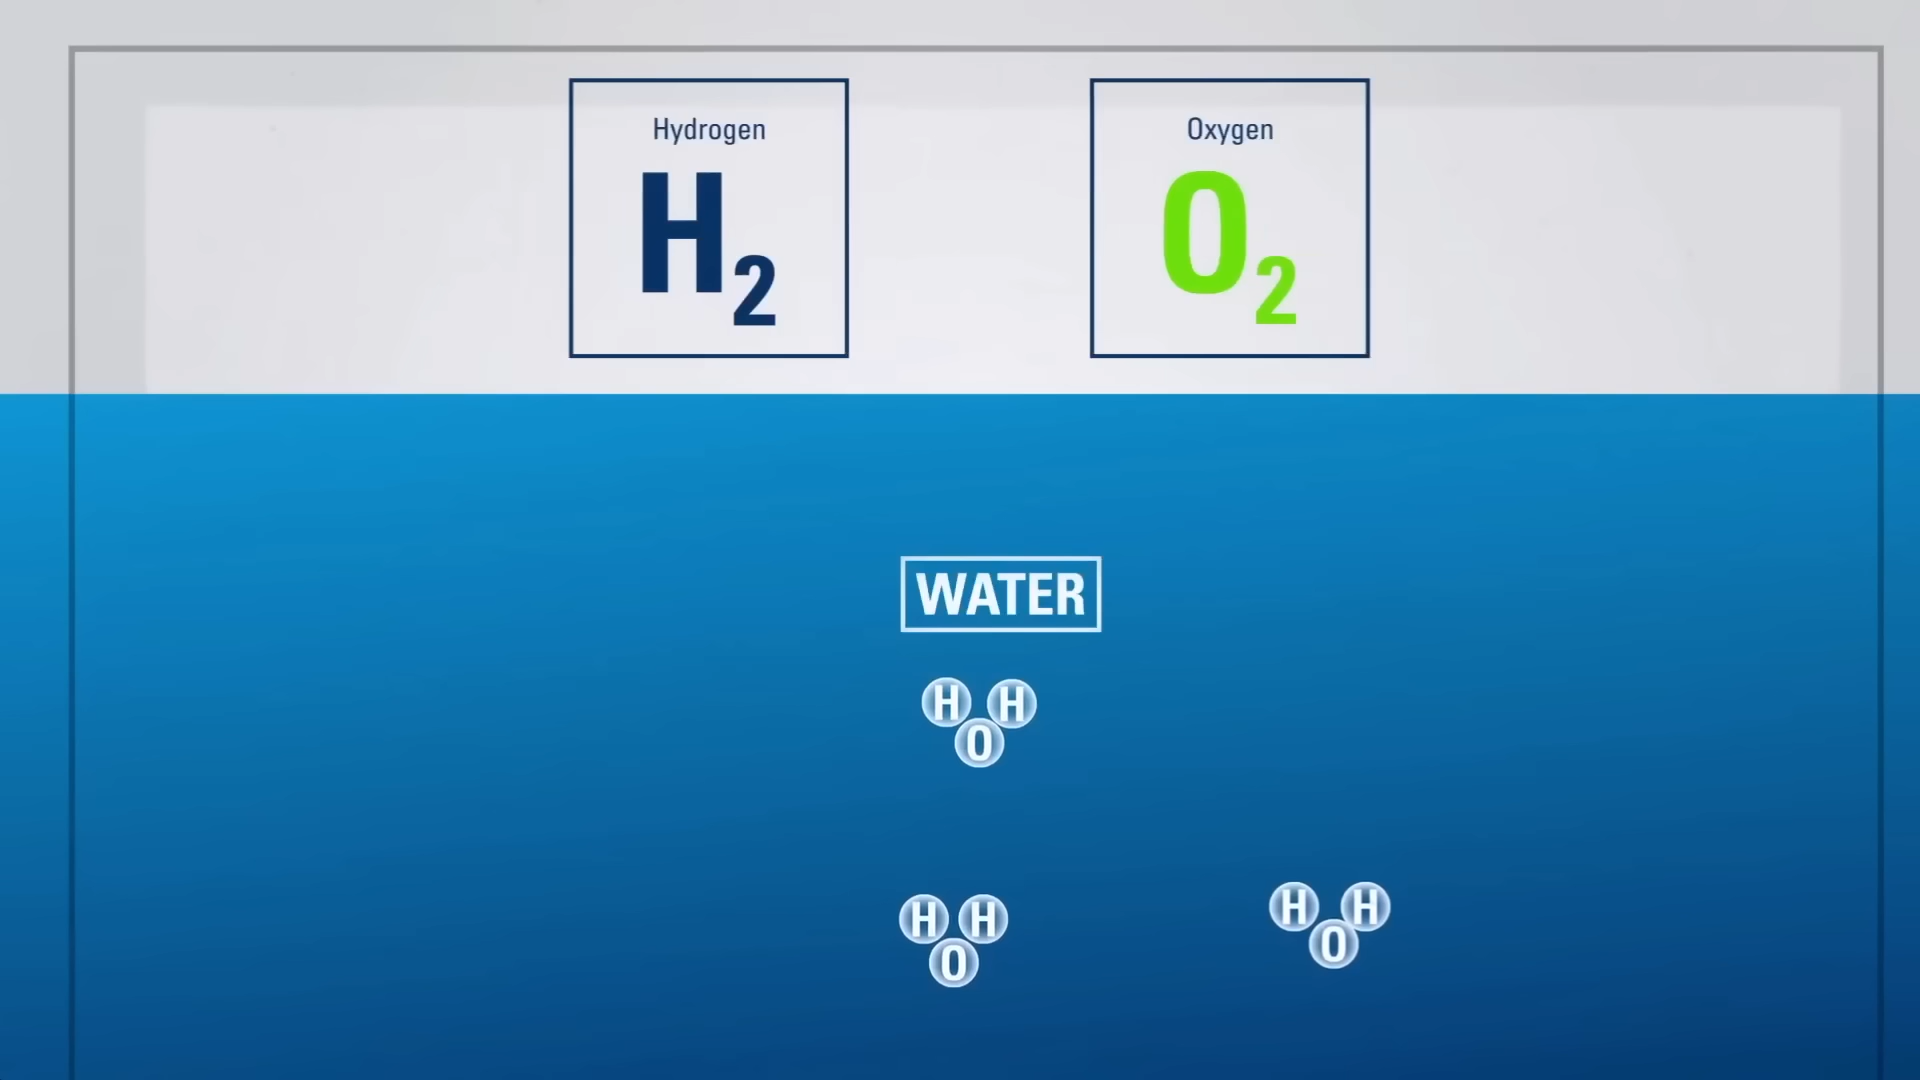 Hydrogen
H2
Oxygen
O2
WATER
H H
O
H H
O
H H
O